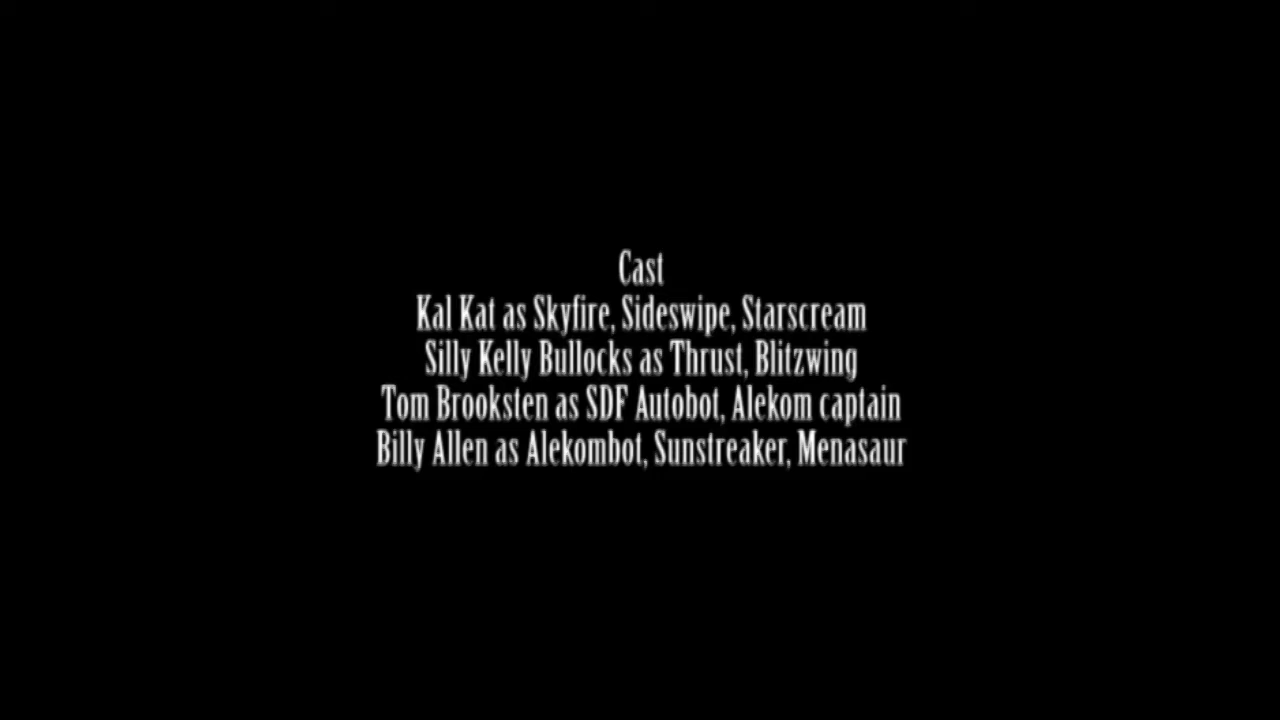 Cast
Kal Kat as Skyfire, Sideswipe, Starscream
Silly Kelly Bullocks as Thrust, Blitzwing
Tom Brooksten as SDF Autobot, Alekom captain
Billy Allen as Alekombot, Sunstreaker, Menasaur